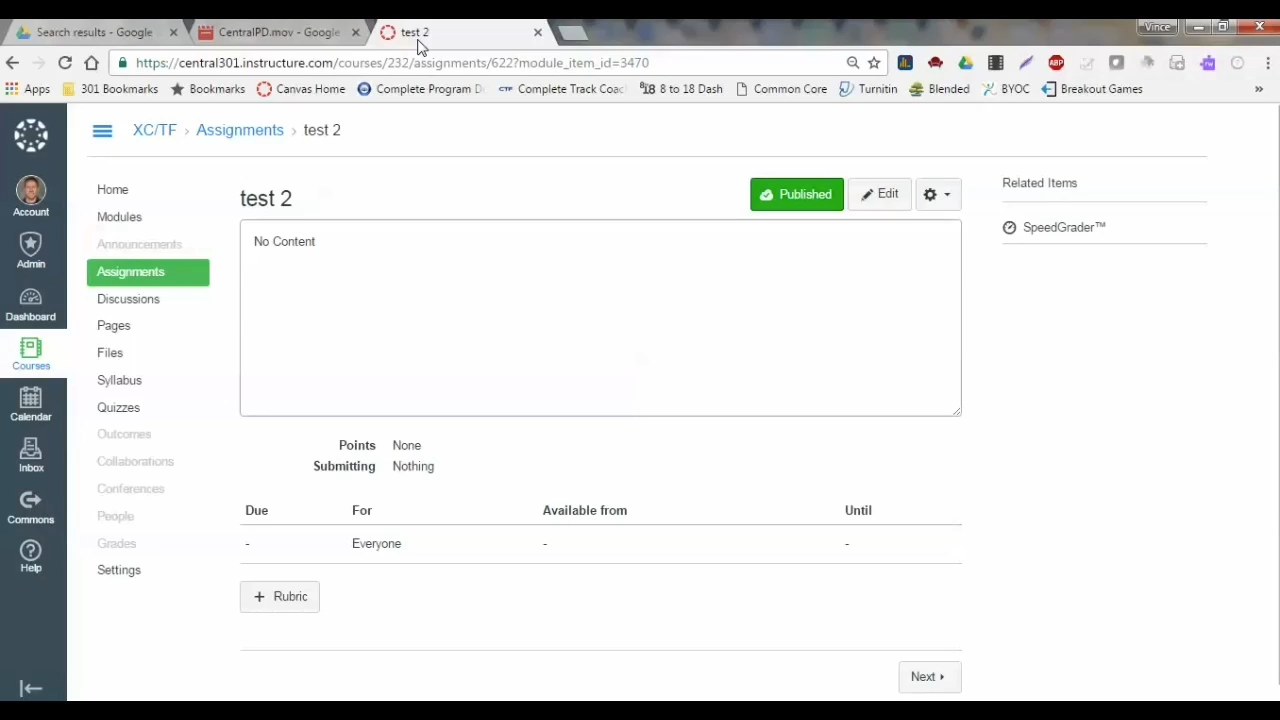 Search results - Google
CentralPD.mov - Google
test 2
Vince
https://central301.instructure.com/courses/232/assignments/622?module_item_id=3470
Apps 301 Bookmarks Bookmarks Canvas Home Complete Program D Complete Track Coac 8 to 18 Dash Common Core Turnitin Blended BYOC Breakout Games »
XC/TF › Assignments › test 2
Account
Admin
Dashboard
Courses
Calendar
Inbox
Commons
Help
Home
Modules
Announcements
Assignments
Discussions
Pages
Files
Syllabus
Quizzes
Outcomes
Collaborations
Conferences
People
Grades
Settings
test 2
Published
Edit
No Content
Points None
Submitting Nothing
Due For Available from Until
- Everyone - -
+ Rubric
Next
Related Items
SpeedGrader™